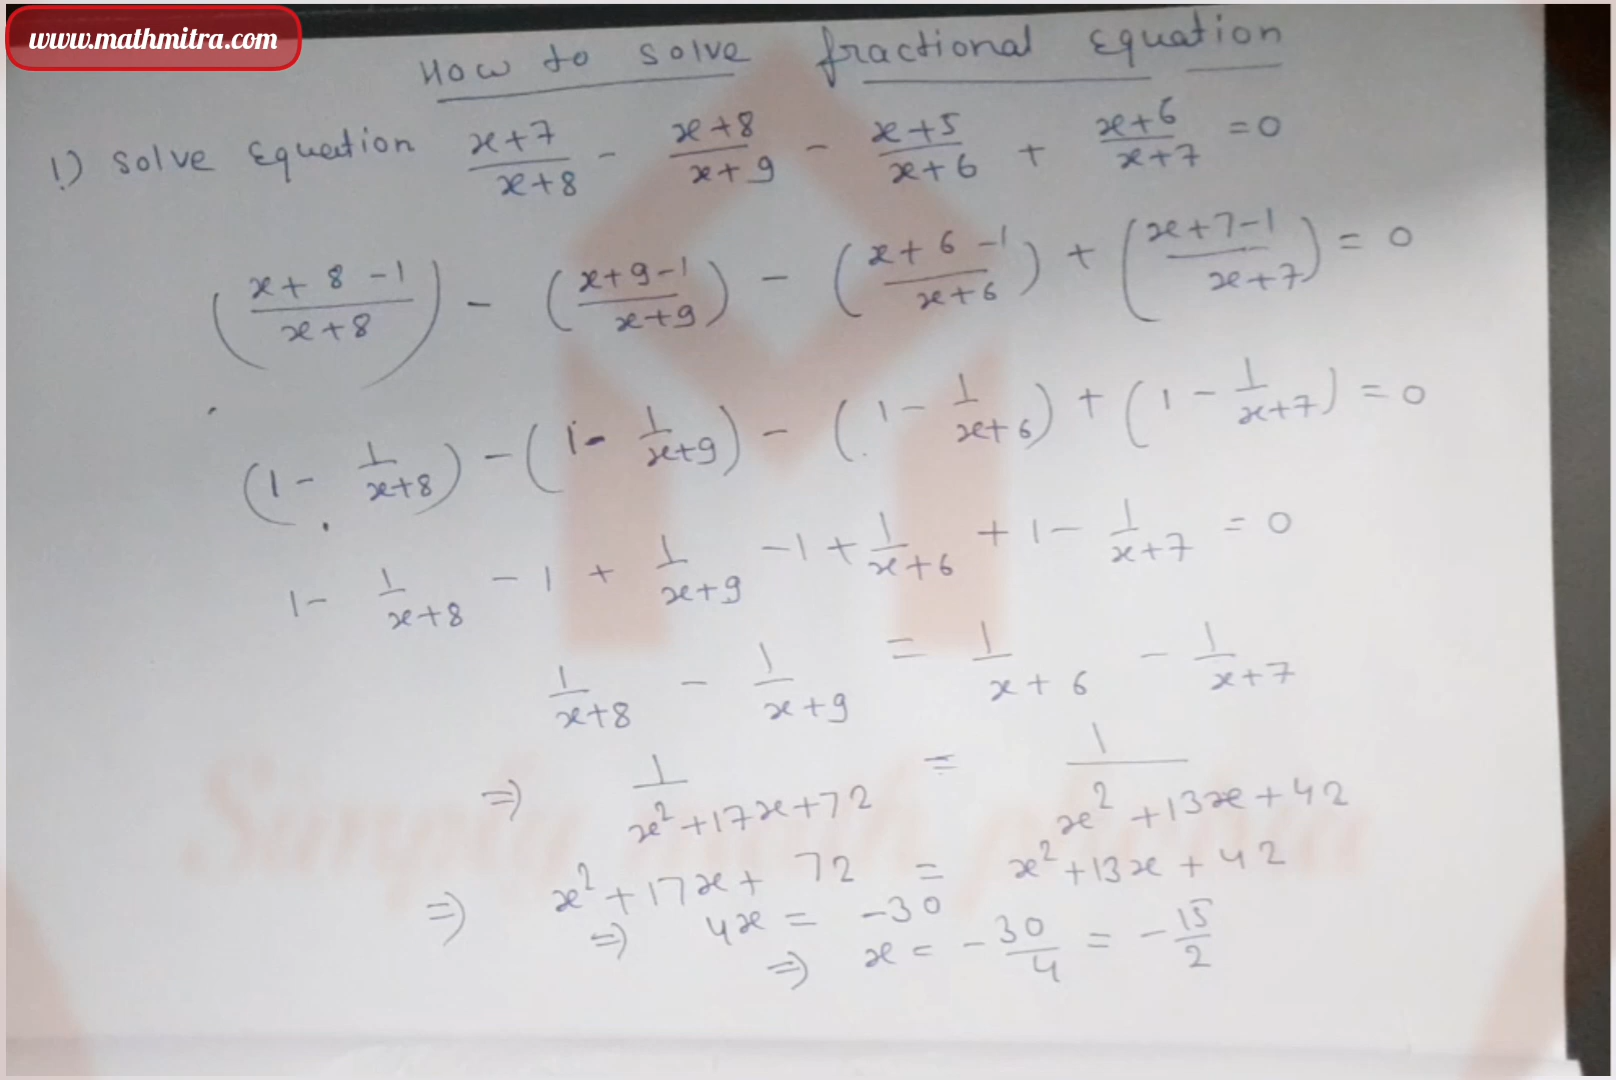 www.mathmitra.com
How to solve fractional Equation
1) Solve Equation (x+7)/(x+8) - (x+8)/(x+9) - (x+5)/(x+6) + (x+6)/(x+7) = 0
((x+8-1)/(x+8)) - ((x+9-1)/(x+9)) - ((x+6-1)/(x+6)) + ((x+7-1)/(x+7)) = 0
(1 - 1/(x+8)) - (1 - 1/(x+9)) - (1 - 1/(x+6)) + (1 - 1/(x+7)) = 0
1 - 1/(x+8) - 1 + 1/(x+9) - 1 + 1/(x+6) + 1 - 1/(x+7) = 0
1/(x+8) - 1/(x+9) = 1/(x+6) - 1/(x+7)
⇒ 1/(x²+17x+72) = 1/(x²+13x+42)
⇒ x²+17x+72 = x²+13x+42
⇒ 4x = -30
⇒ x = -30/4 = -15/2